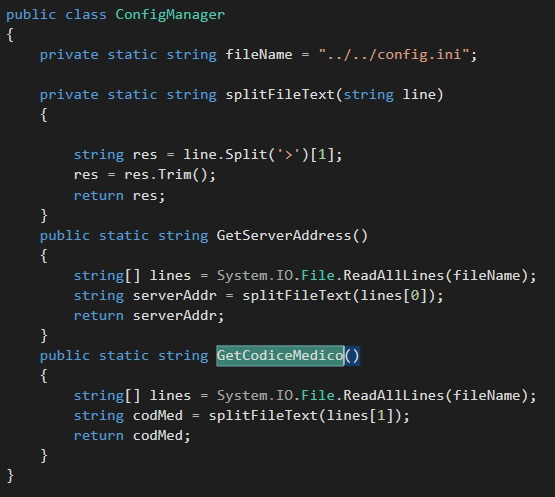 public class ConfigManager
{
    private static string fileName = "../../config.ini";

    private static string splitFileText(string line)
    {

        string res = line.Split('>')[1];
        res = res.Trim();
        return res;
    }
    public static string GetServerAddress()
    {
        string[] lines = System.IO.File.ReadAllLines(fileName);
        string serverAddr = splitFileText(lines[0]);
        return serverAddr;
    }
    public static string GetCodiceMedico()
    {
        string[] lines = System.IO.File.ReadAllLines(fileName);
        string codMed = splitFileText(lines[1]);
        return codMed;
    }
}